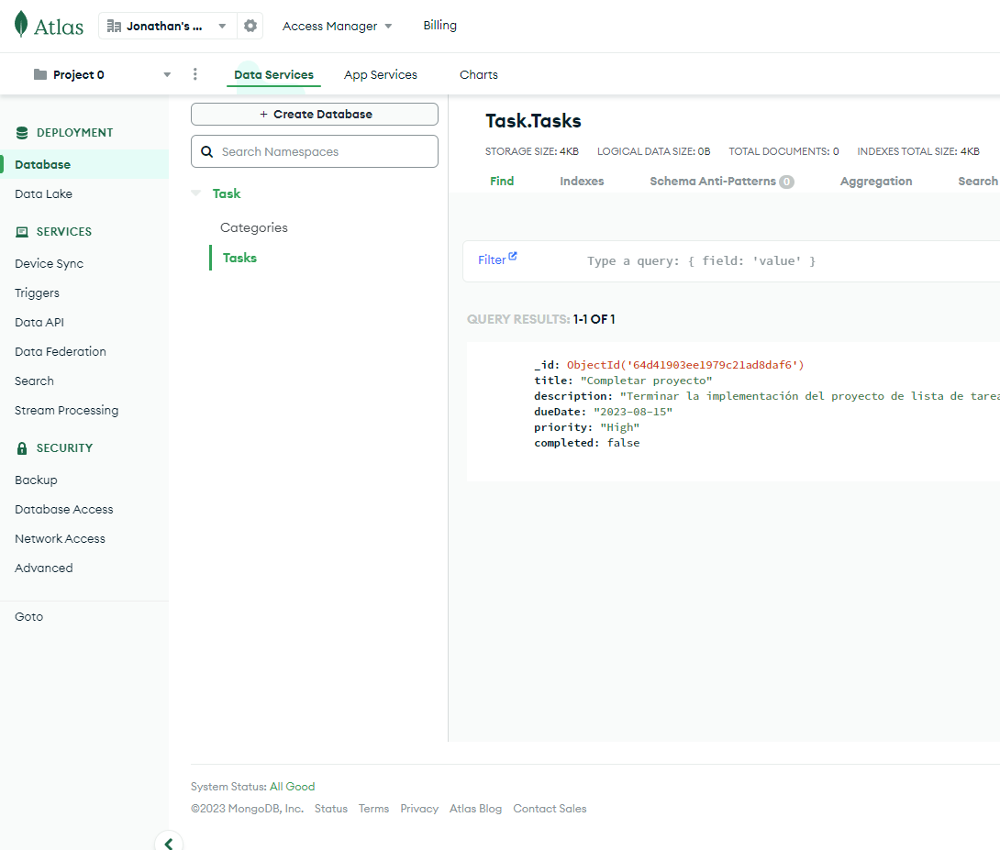 Atlas
Jonathan's ...
Access Manager
Billing
Project 0
Data Services
App Services
Charts
DEPLOYMENT
Database
Data Lake
SERVICES
Device Sync
Triggers
Data API
Data Federation
Search
Stream Processing
SECURITY
Backup
Database Access
Network Access
Advanced
Goto
+ Create Database
Search Namespaces
Task
Categories
Tasks
Task.Tasks
STORAGE SIZE: 4KB LOGICAL DATA SIZE: 0B TOTAL DOCUMENTS: 0 INDEXES TOTAL SIZE: 4KB
Find Indexes Schema Anti-Patterns 0 Aggregation Search
Filter
Type a query: { field: 'value' }
QUERY RESULTS: 1-1 OF 1
_id: ObjectId('64d41903ee1979c21ad8daf6')
title: "Completar proyecto"
description: "Terminar la implementación del proyecto de lista de tarea
dueDate: "2023-08-15"
priority: "High"
completed: false
System Status: All Good
©2023 MongoDB, Inc. Status Terms Privacy Atlas Blog Contact Sales